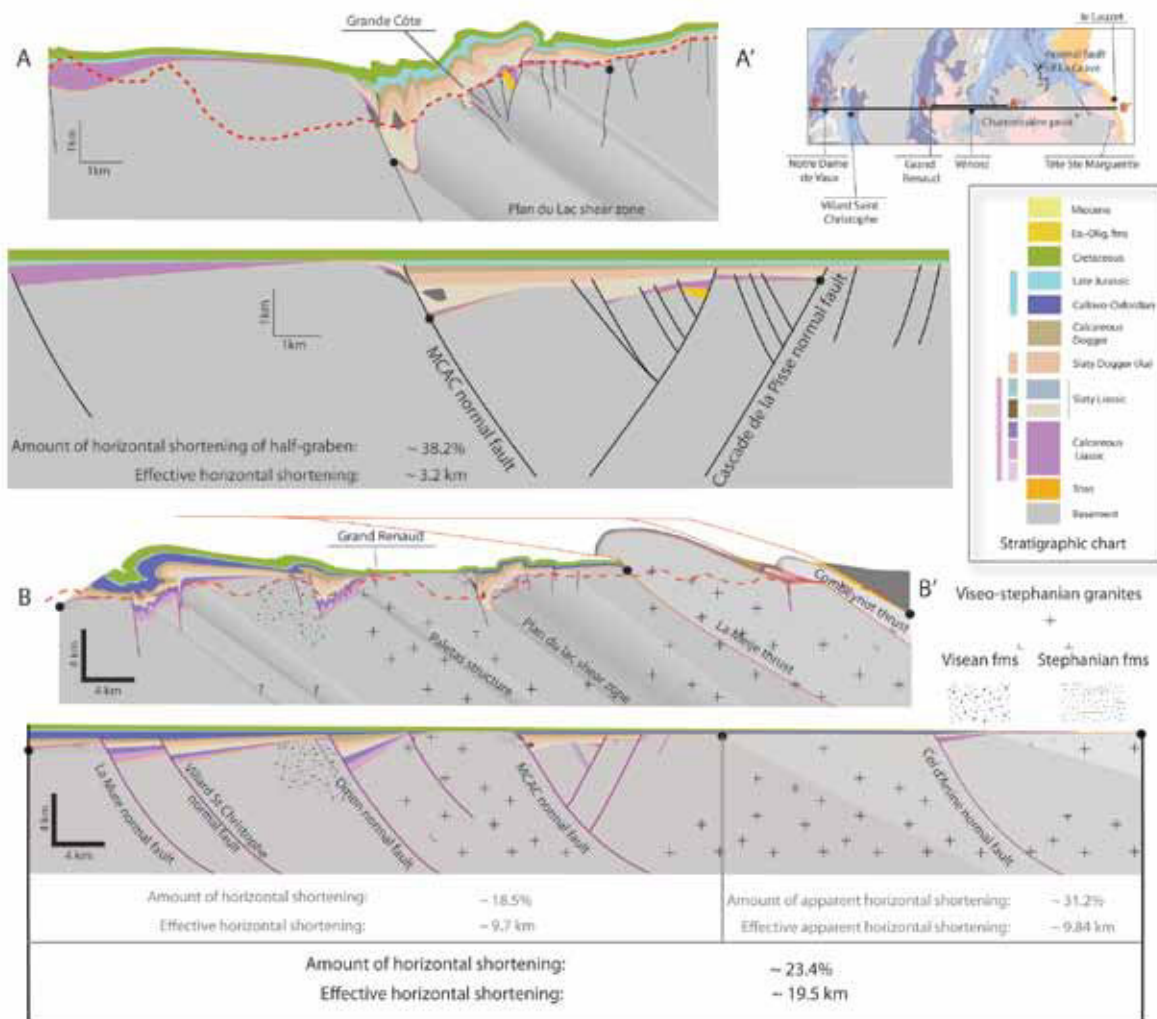 A
Grande Côte
A'
1km
1km
Plan du Lac shear zone
le Lauzet
normal fault
of La Grave
Charmissière peak
B''
Notre Dame
de Vaux
Villard Saint
Christophe
Grand
Renaud
Vénosc
Tête Ste Marguerite
1km
1km
MCAC normal fault
Cascade de la Pisse normal fault
Amount of horizontal shortening of half-graben: ~ 38.2%
Effective horizontal shortening: ~ 3.2 km
Miocene
Eo.-Olig. fms
Cretaceous
Late Jurassic
Callovo-Oxfordian
Calcareous
Dogger
Slaty Dogger (Aa)
Slaty Liassic
Calcareous
Liassic
Trias
Basement
Stratigraphic chart
B
Grand Renaud
B'
4 km
4 km
Paletas structure
Plan du lac shear zone
La Meije thrust
Combeynot thrust
Viseo-stephanian granites
Visean fms
Stephanian fms
4 km
4 km
La Mure normal fault
Villard St Christophe
normal fault
Ornon normal fault
MCAC normal fault
Col d'Arsine normal fault
Amount of horizontal shortening: ~ 18.5%
Effective horizontal shortening: ~ 9.7 km
Amount of apparent horizontal shortening: ~ 31.2%
Effective apparent horizontal shortening: ~ 9.84 km
Amount of horizontal shortening: ~ 23.4%
Effective horizontal shortening: ~ 19.5 km